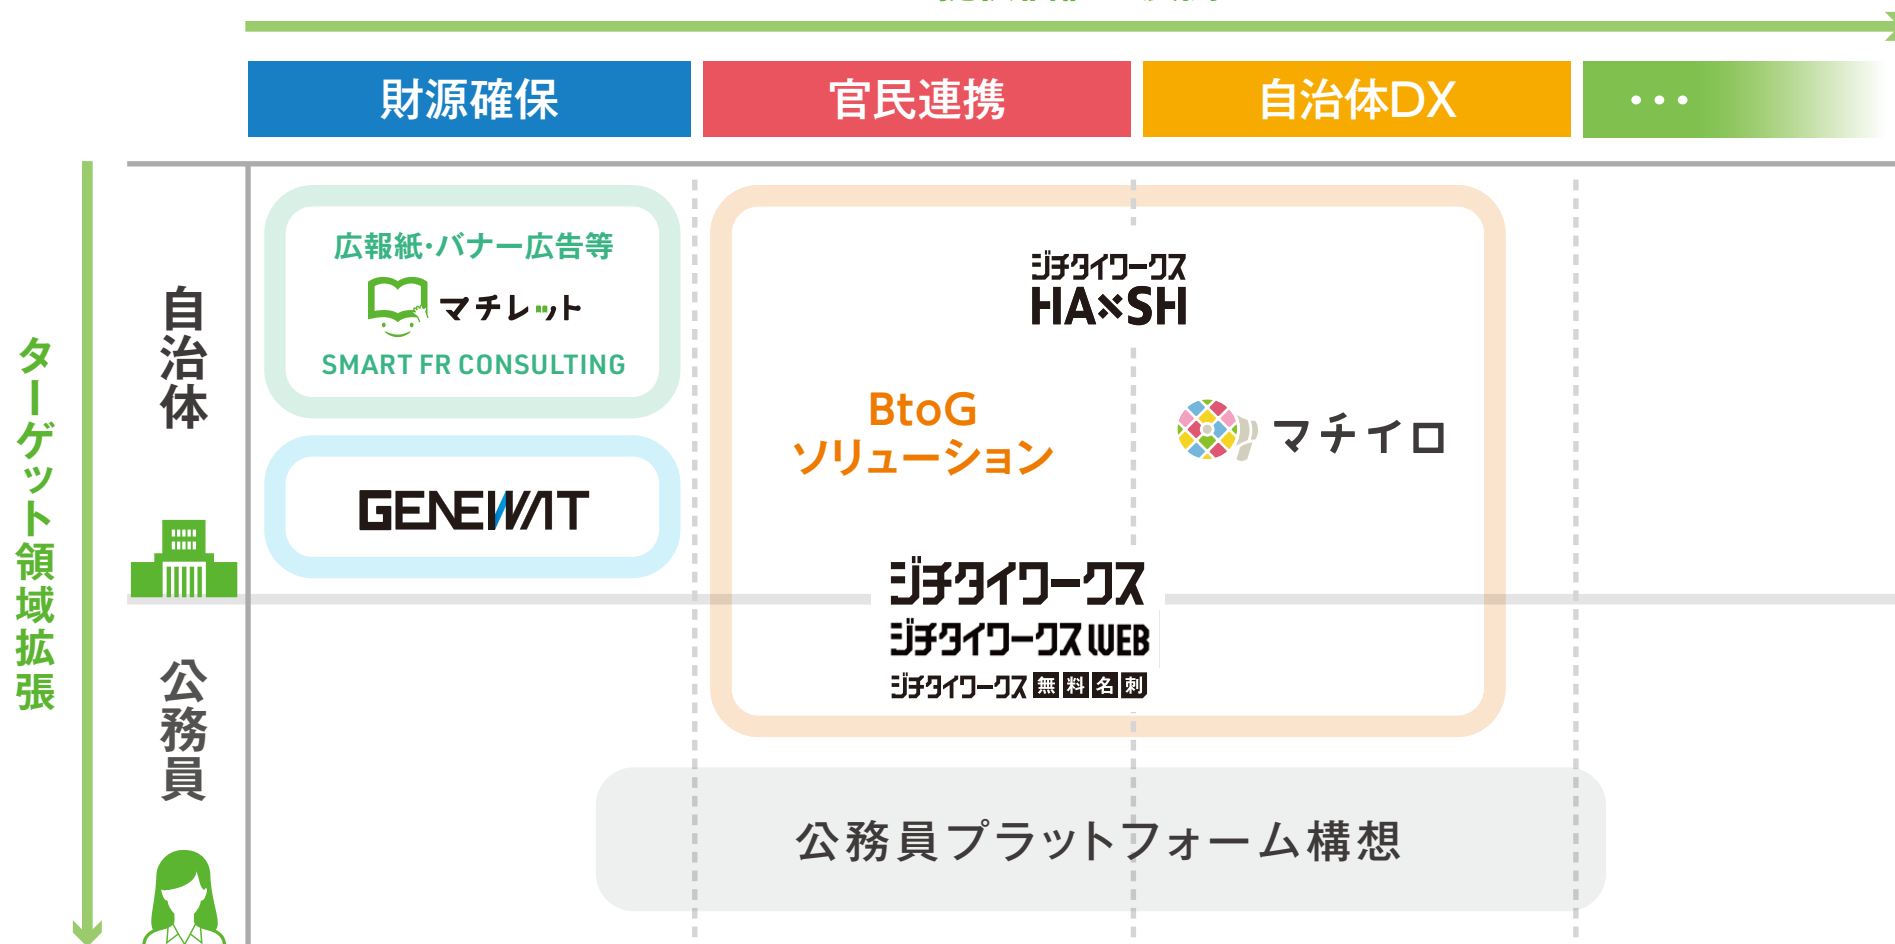 財源確保
官民連携
自治体DX
...
ターゲット領域拡張
自治体
広報紙・バナー広告等
マチレット
SMART FR CONSULTING
GENEWAT
ジチタイワークス
HA×SH
BtoG
ソリューション
マチイロ
ジチタイワークス
ジチタイワークス WEB
ジチタイワークス 無料名刺
公務員
公務員プラットフォーム構想